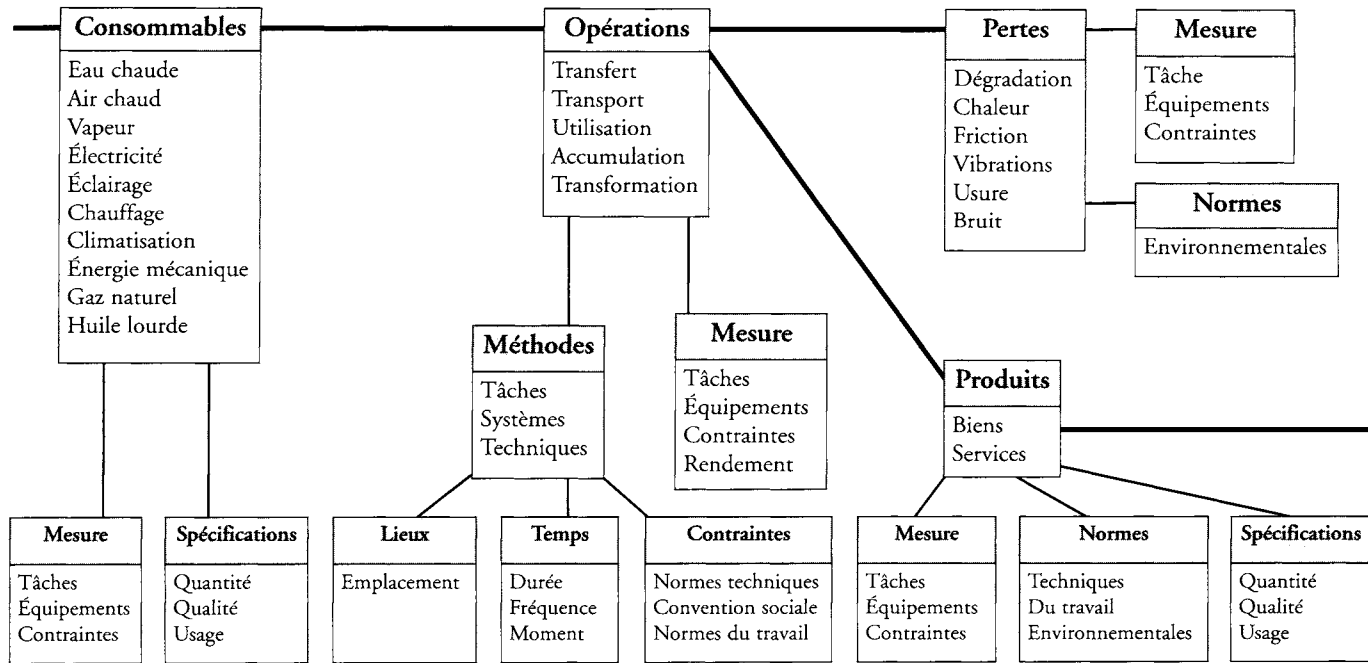 Consommables
Eau chaude
Air chaud
Vapeur
Électricité
Éclairage
Chauffage
Climatisation
Énergie mécanique
Gaz naturel
Huile lourde
Opérations
Transfert
Transport
Utilisation
Accumulation
Transformation
Pertes
Dégradation
Chaleur
Friction
Vibrations
Usure
Bruit
Mesure
Tâche
Équipements
Contraintes
Normes
Environnementales
Méthodes
Tâches
Systèmes
Techniques
Mesure
Tâches
Équipements
Contraintes
Rendement
Produits
Biens
Services
Mesure
Tâches
Équipements
Contraintes
Spécifications
Quantité
Qualité
Usage
Lieux
Emplacement
Temps
Durée
Fréquence
Moment
Contraintes
Normes techniques
Convention sociale
Normes du travail
Mesure
Tâches
Équipements
Contraintes
Normes
Techniques
Du travail
Environnementales
Spécifications
Quantité
Qualité
Usage